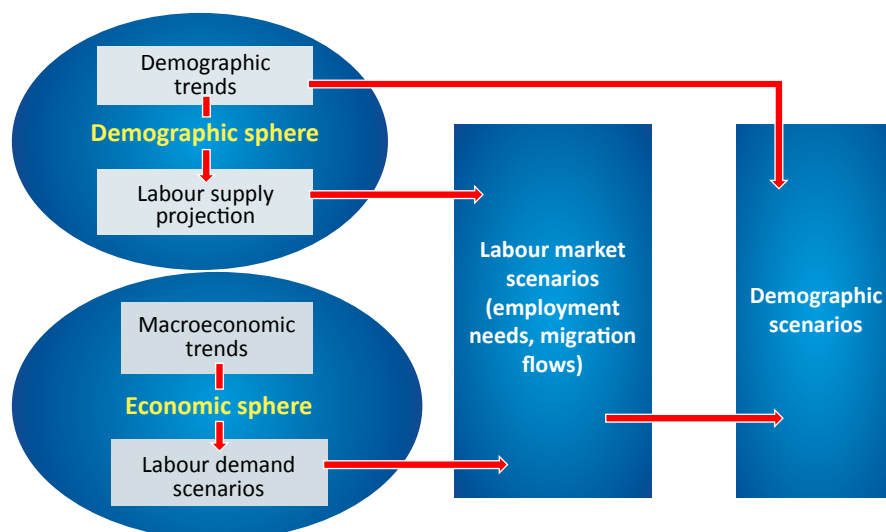 Demographic
trends
Demographic sphere
Labour supply
projection
Macroeconomic
trends
Economic sphere
Labour demand
scenarios
Labour market
scenarios
(employment
needs, migration
flows)
Demographic
scenarios